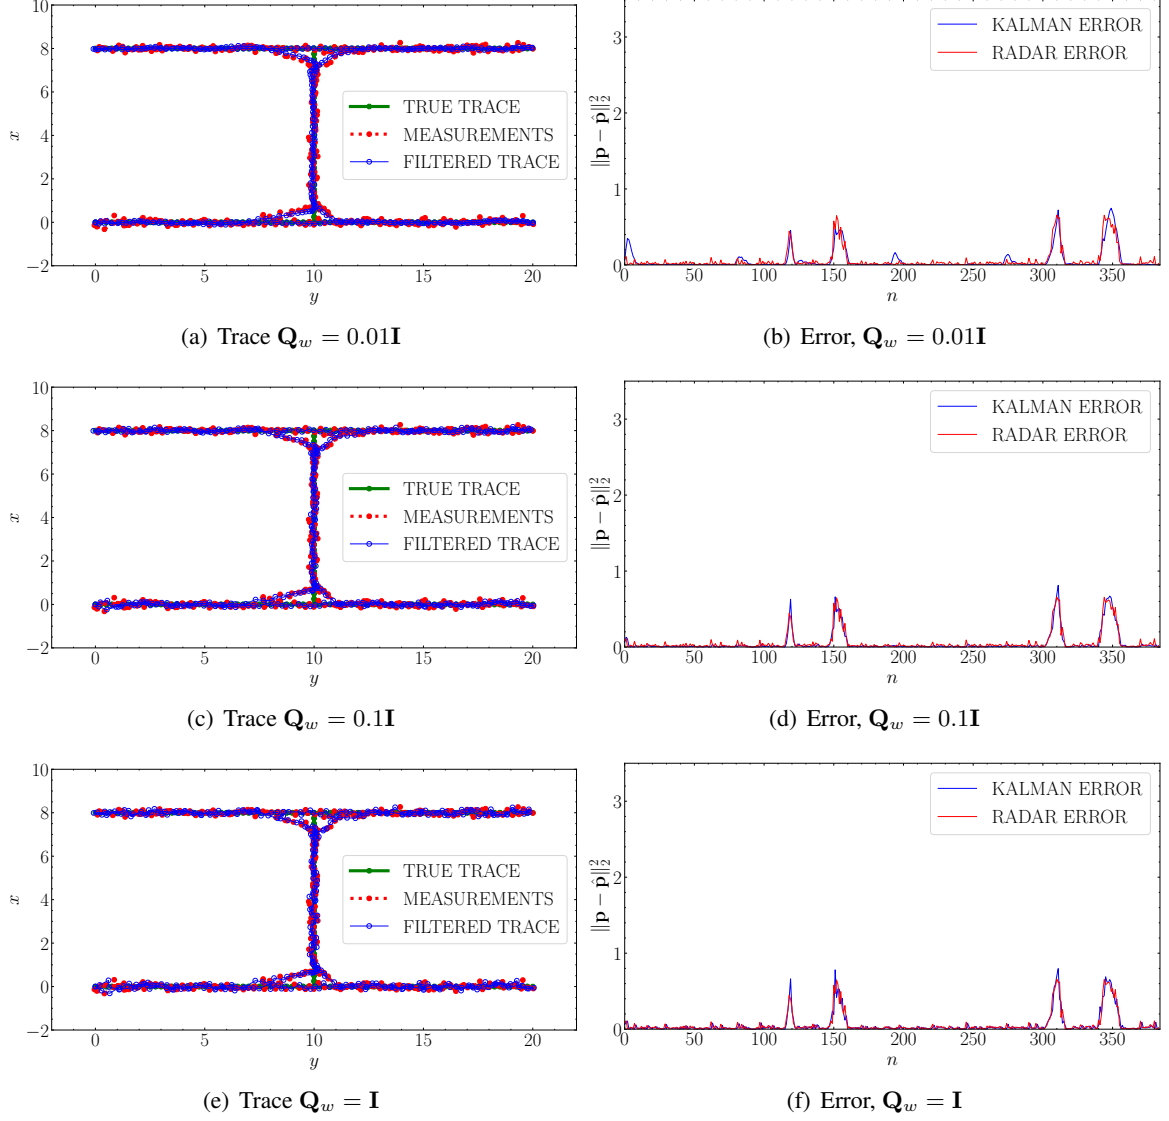 10
8
6
4
2
0
−2
x
0 5 10 15 20
y
TRUE TRACE
MEASUREMENTS
FILTERED TRACE
(a) Trace Q_w = 0.01I
3
2
1
0
‖p − p̂‖₂²
0 50 100 150 200 250 300 350
n
KALMAN ERROR
RADAR ERROR
(b) Error, Q_w = 0.01I
10
8
6
4
2
0
−2
x
0 5 10 15 20
y
TRUE TRACE
MEASUREMENTS
FILTERED TRACE
(c) Trace Q_w = 0.1I
3
2
1
0
‖p − p̂‖₂²
0 50 100 150 200 250 300 350
n
KALMAN ERROR
RADAR ERROR
(d) Error, Q_w = 0.1I
10
8
6
4
2
0
−2
x
0 5 10 15 20
y
TRUE TRACE
MEASUREMENTS
FILTERED TRACE
(e) Trace Q_w = I
3
2
1
0
‖p − p̂‖₂²
0 50 100 150 200 250 300 350
n
KALMAN ERROR
RADAR ERROR
(f) Error, Q_w = I